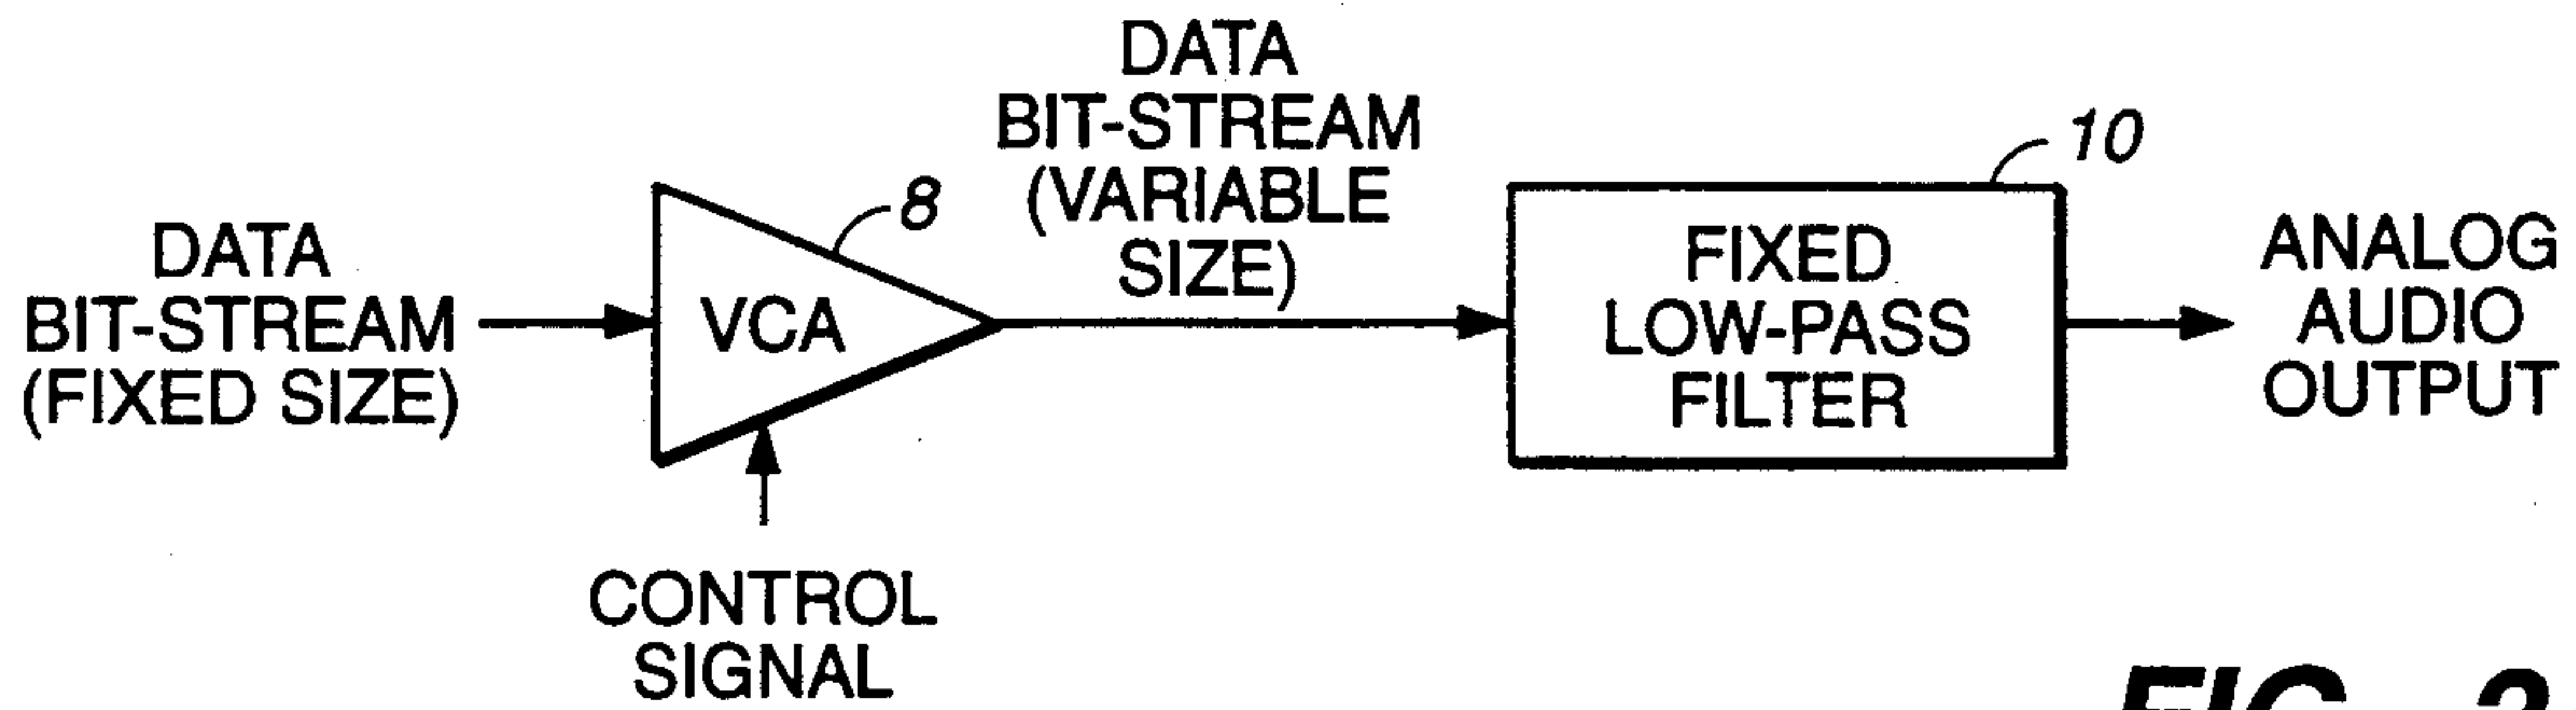 DATA
BIT-STREAM
(FIXED SIZE)
VCA
8
CONTROL
SIGNAL
DATA
BIT-STREAM
(VARIABLE
SIZE)
10
FIXED
LOW-PASS
FILTER
ANALOG
AUDIO
OUTPUT